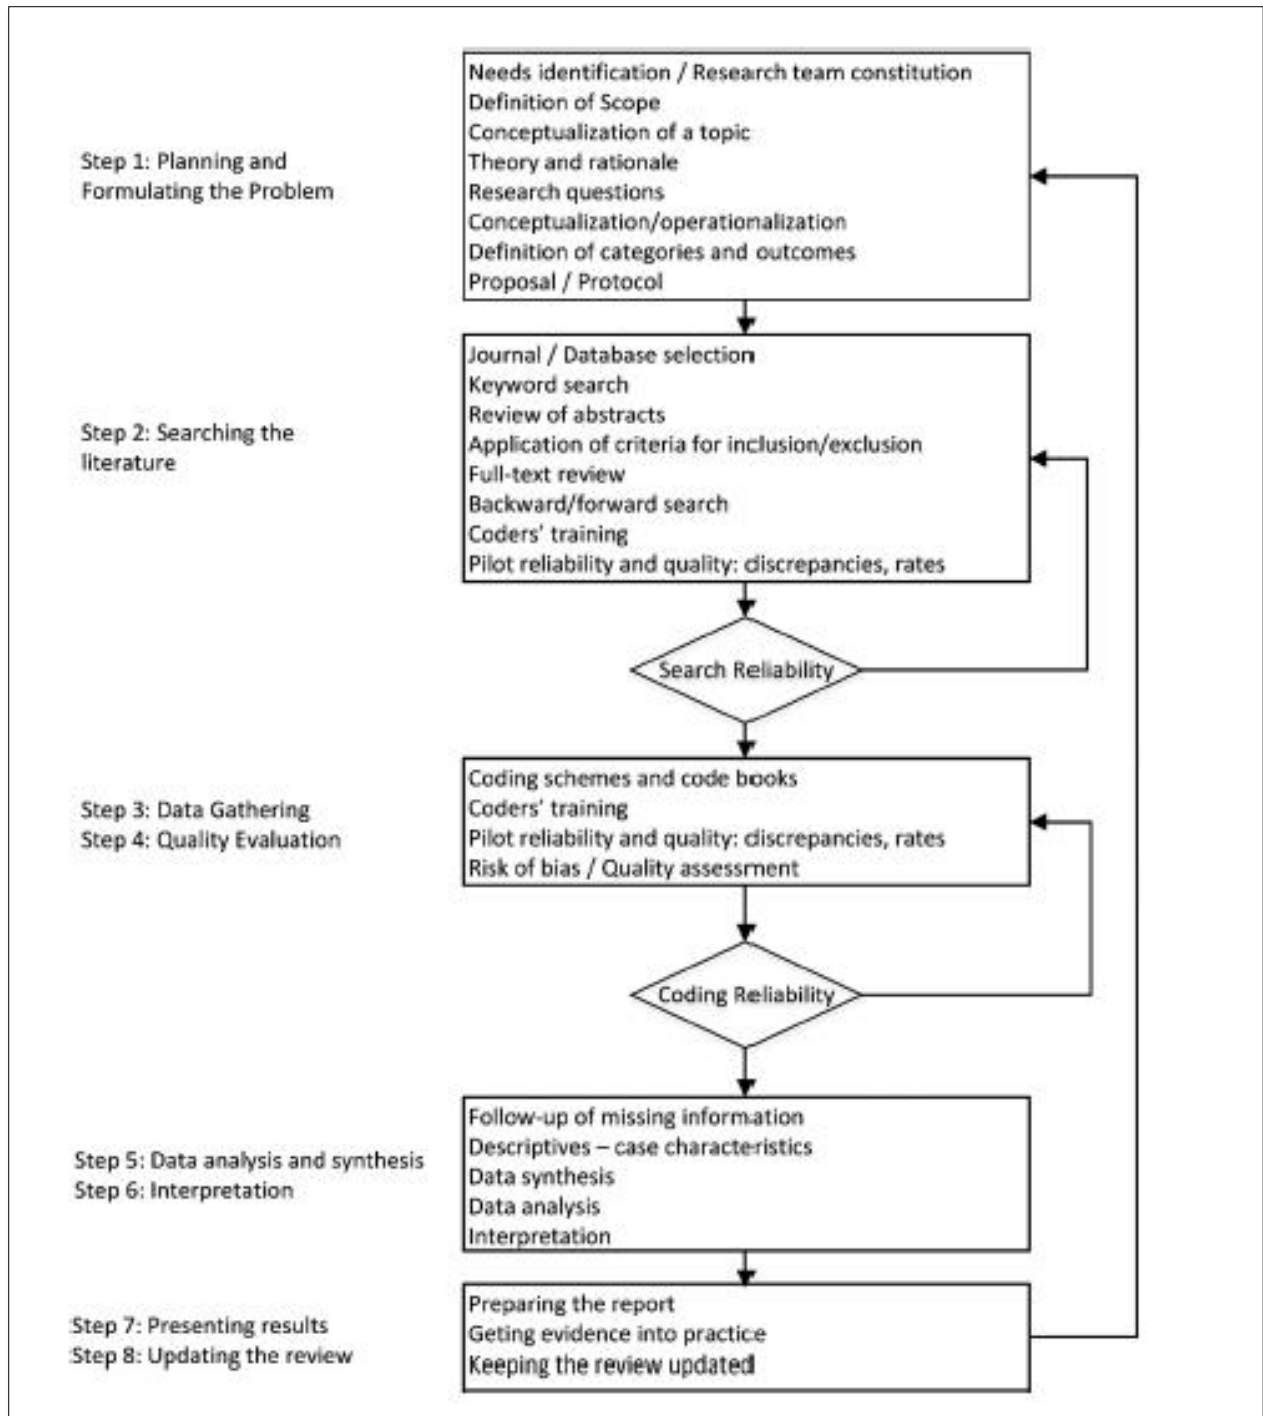 Needs identification / Research team constitution
Definition of Scope
Conceptualization of a topic
Step 1: Planning and
Formulating the Problem
Theory and rationale
Research questions
Conceptualization/operationalization
Definition of categories and outcomes
Proposal / Protocol
Journal / Database selection
Keyword search
Review of abstracts
Step 2: Searching the
literature
Application of criteria for inclusion/exclusion
Full-text review
Backward/forward search
Coders' training
Pilot reliability and quality: discrepancies, rates
Search Reliability
Step 3: Data Gathering
Step 4: Quality Evaluation
Coding schemes and code books
Coders' training
Pilot reliability and quality: discrepancies, rates
Risk of bias / Quality assessment
Coding Reliability
Step 5: Data analysis and synthesis
Step 6: Interpretation
Follow-up of missing information
Descriptives – case characteristics
Data synthesis
Data analysis
Interpretation
Step 7: Presenting results
Step 8: Updating the review
Preparing the report
Geting evidence into practice
Keeping the review updated